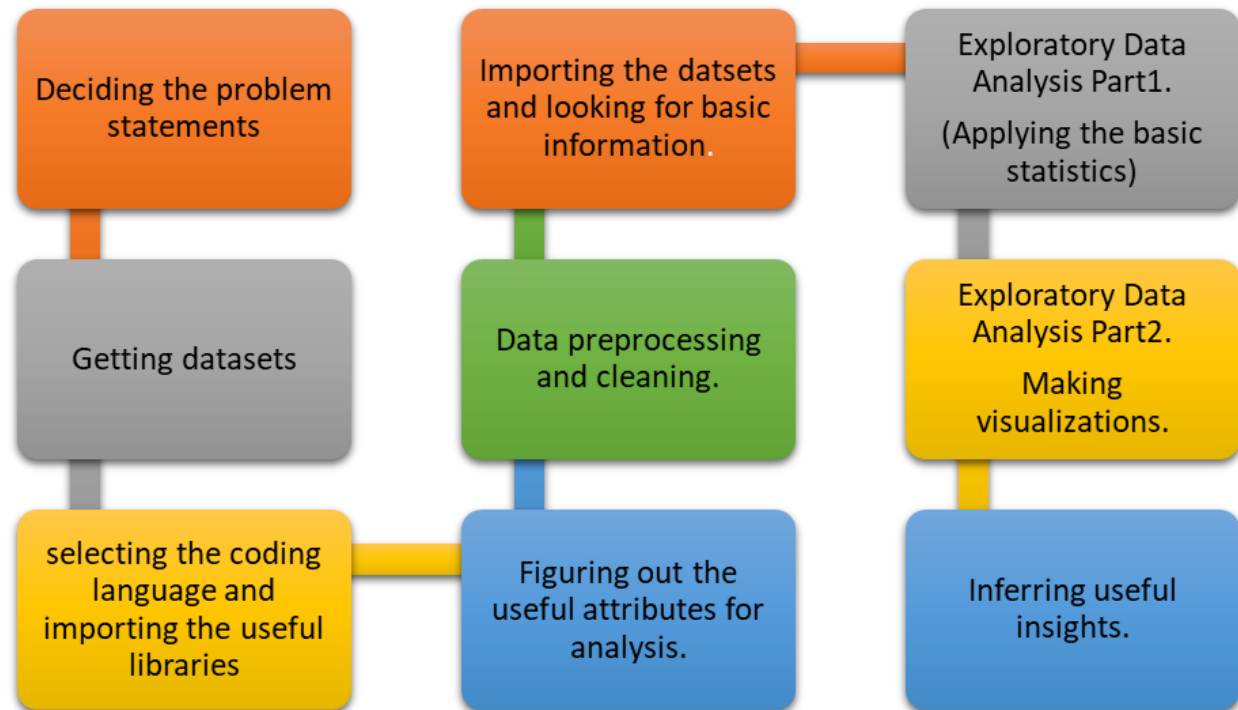 Deciding the problem
statements
Getting datasets
selecting the coding
language and
importing the useful
libraries
Figuring out the
useful attributes for
analysis.
Data preprocessing
and cleaning.
Importing the datsets
and looking for basic
information.
Exploratory Data
Analysis Part1.
(Applying the basic
statistics)
Exploratory Data
Analysis Part2.
Making
visualizations.
Inferring useful
insights.